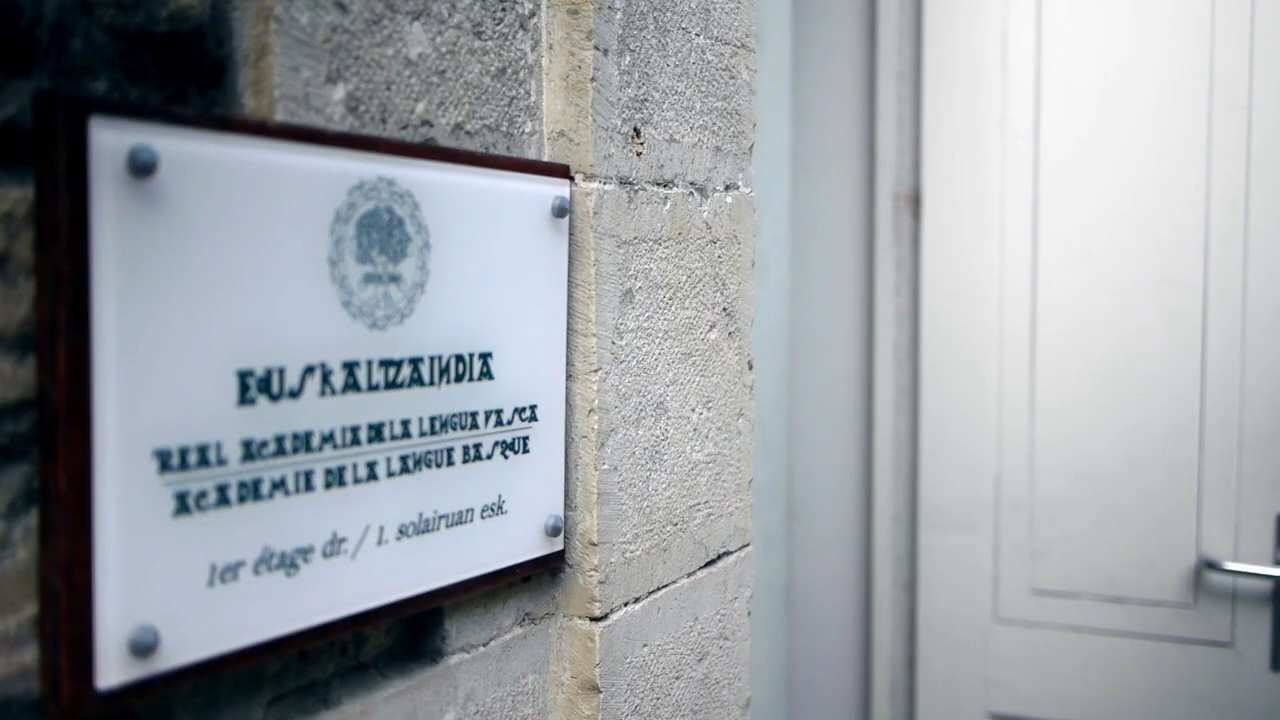 EUSKALTZAINDIA
REAL ACADEMIA DE LA LENGUA VASCA
ACADEMIE DE LA LANGUE BASQUE
1er étage dr. / 1. solairuan esk.